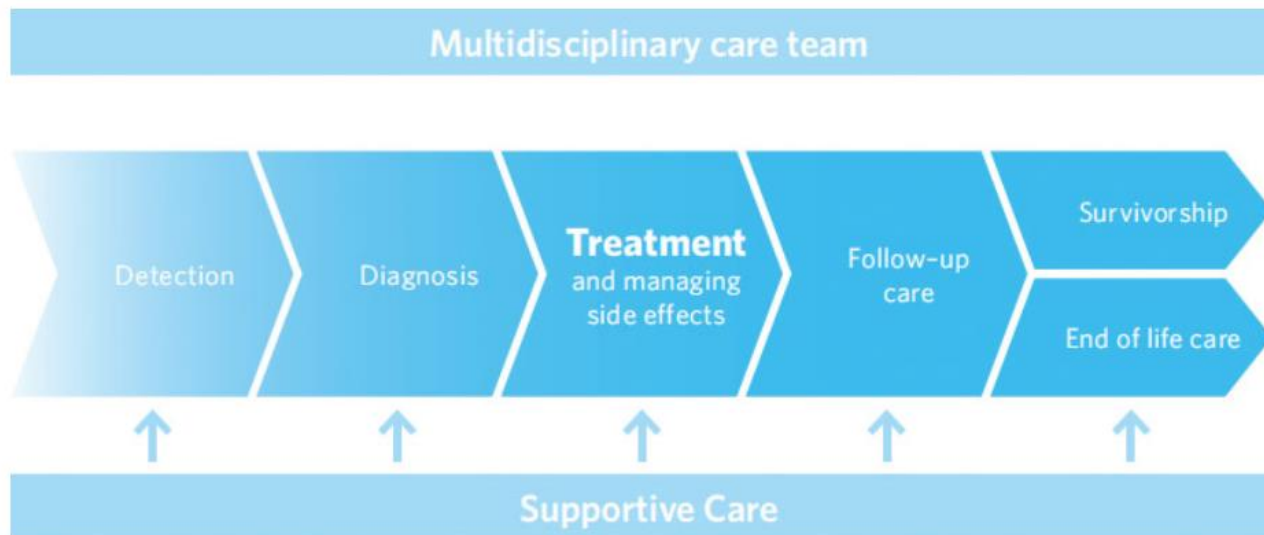 Multidisciplinary care team
Detection
Diagnosis
Treatment
and managing
side effects
Follow-up
care
Survivorship
End of life care
Supportive Care